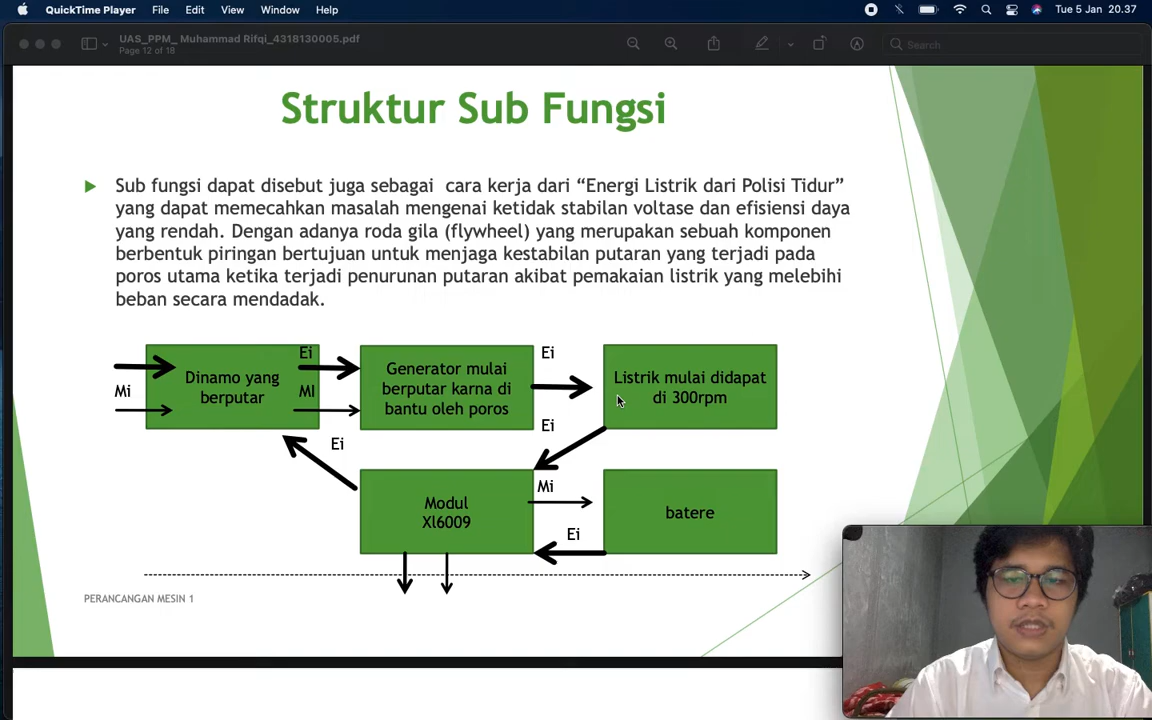 QuickTime Player File Edit View Window Help Tue 5 Jan 20.37
UAS_PPM_ Muhammad Rifqi_4318130005.pdf
Page 12 of 18
Search
Struktur Sub Fungsi
Sub fungsi dapat disebut juga sebagai cara kerja dari “Energi Listrik dari Polisi Tidur”
yang dapat memecahkan masalah mengenai ketidak stabilan voltase dan efisiensi daya
yang rendah. Dengan adanya roda gila (flywheel) yang merupakan sebuah komponen
berbentuk piringan bertujuan untuk menjaga kestabilan putaran yang terjadi pada
poros utama ketika terjadi penurunan putaran akibat pemakaian listrik yang melebihi
beban secara mendadak.
Mi
Dinamo yang
berputar
Ei
MI
Generator mulai
berputar karna di
bantu oleh poros
Ei
Listrik mulai didapat
di 300rpm
Ei
Ei
Modul
Xl6009
Mi
Ei
batere
PERANCANGAN MESIN 1